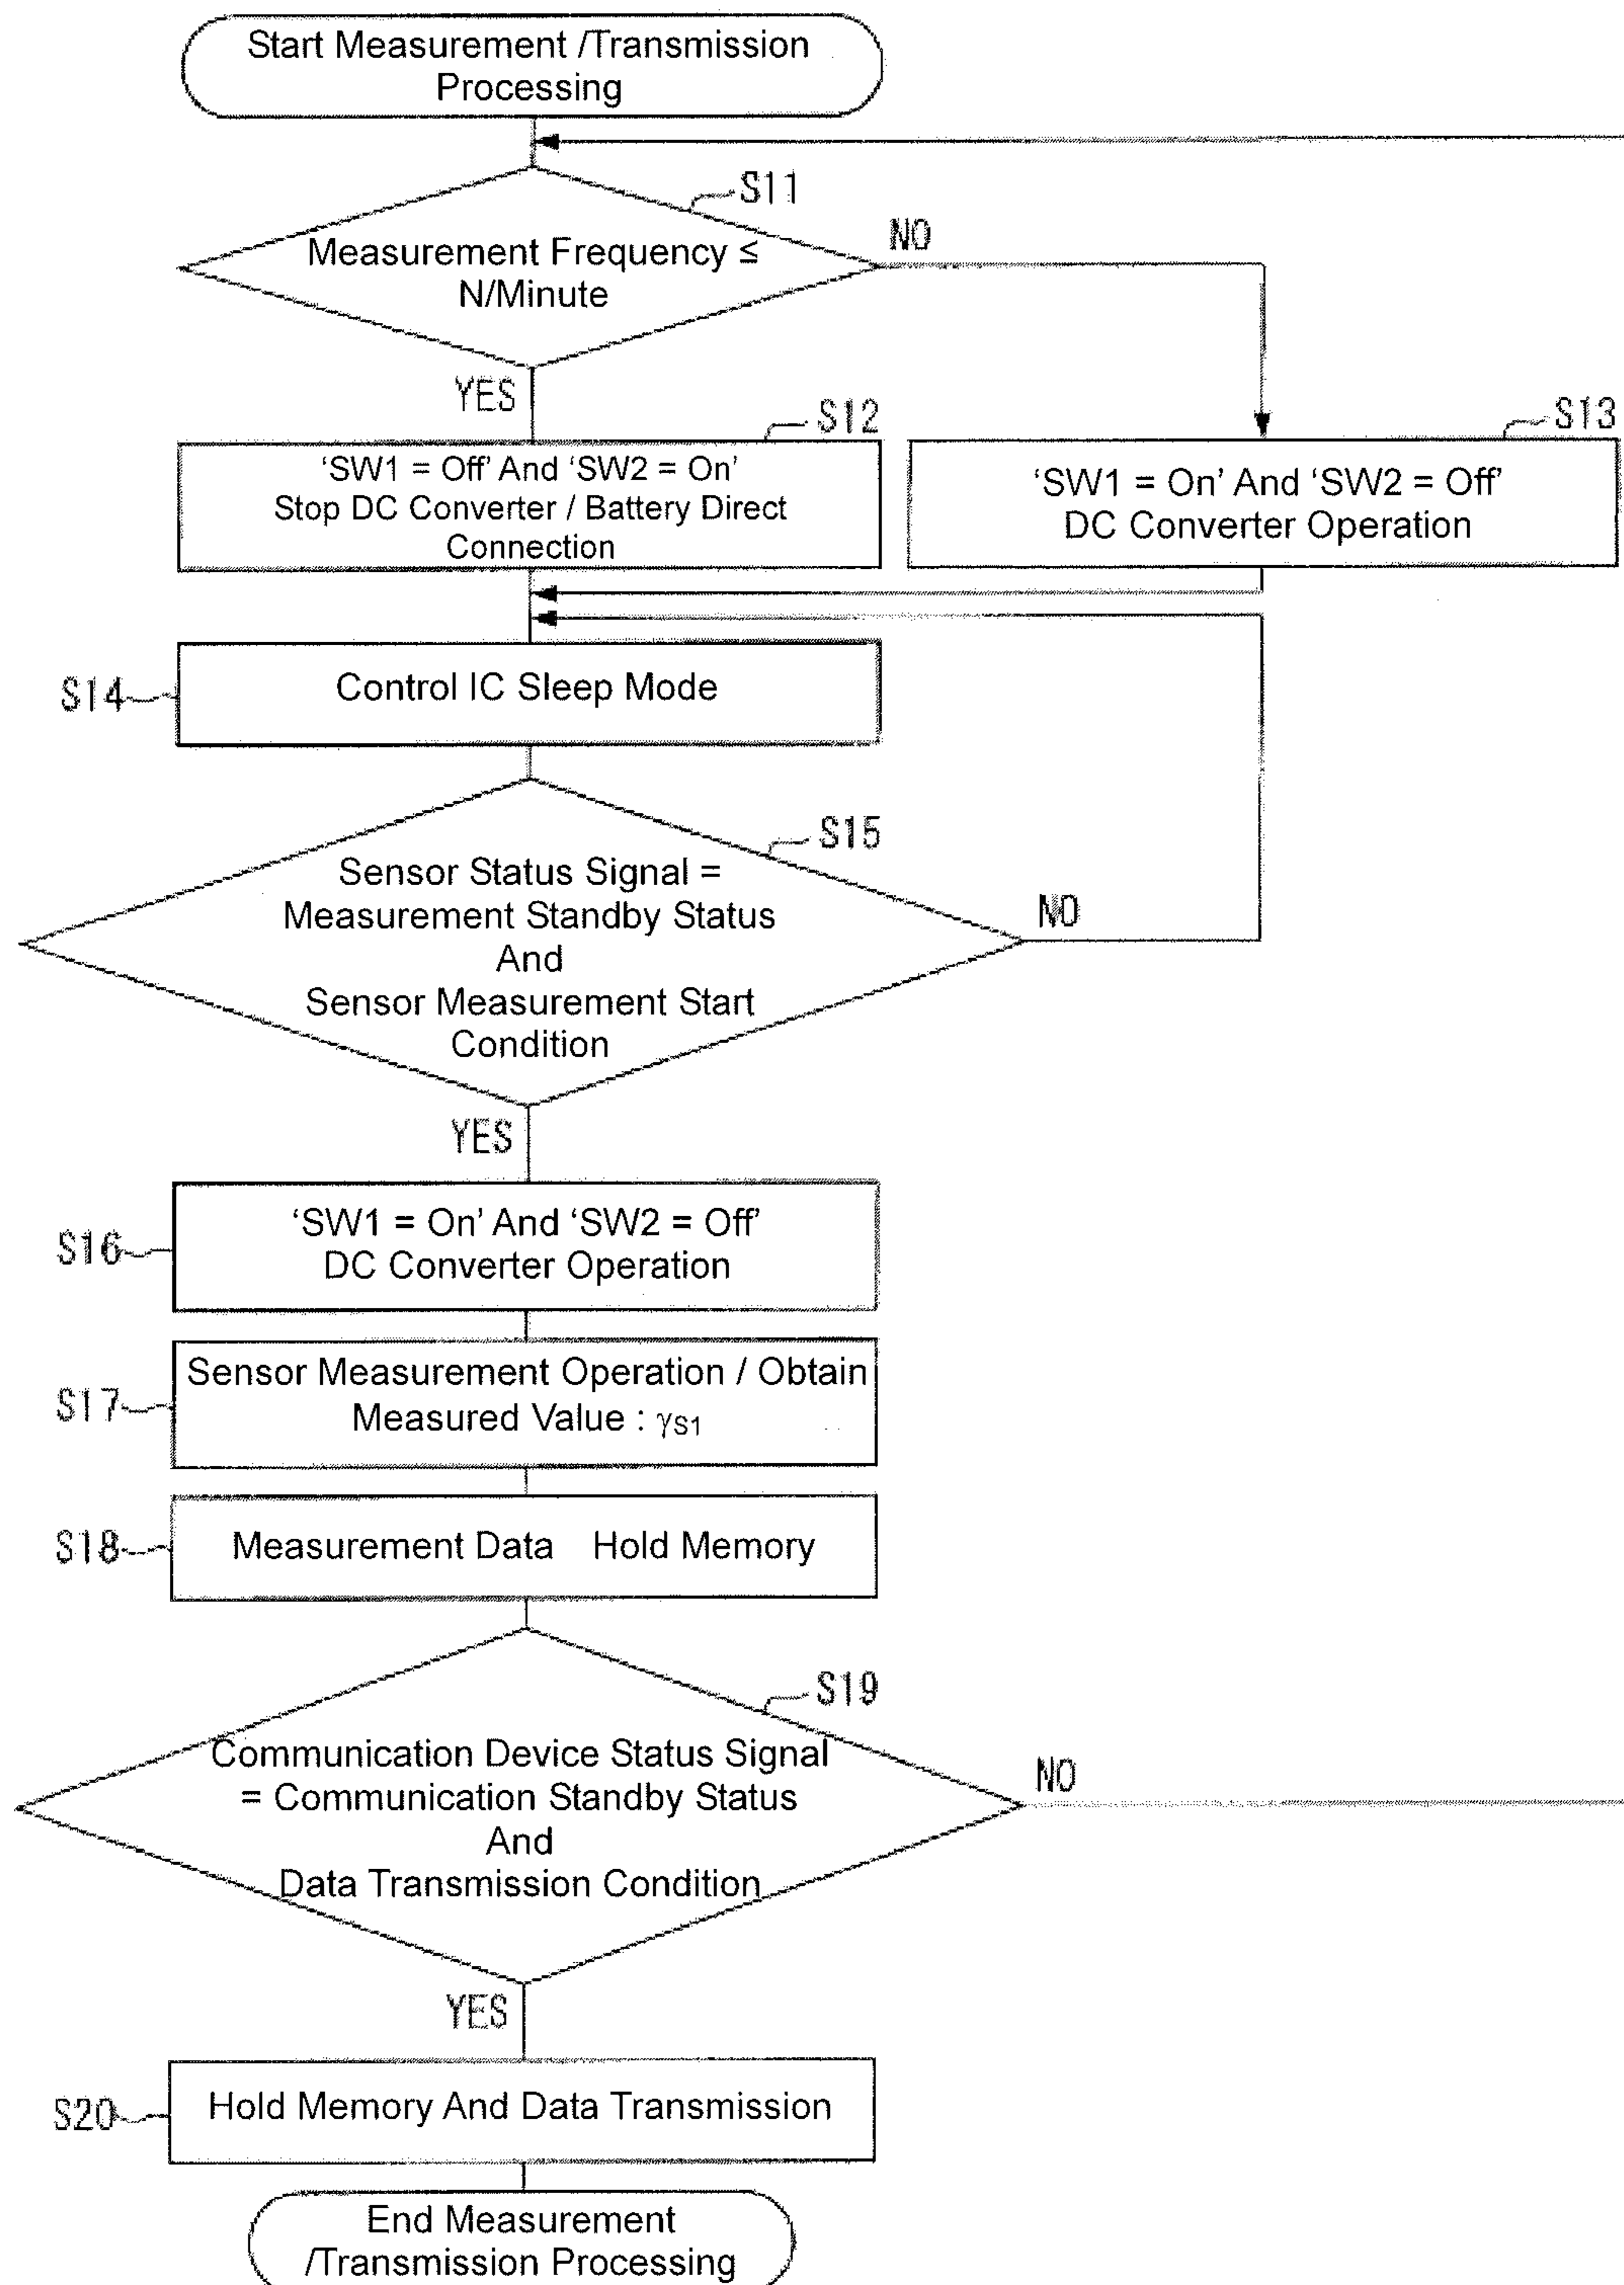 Start Measurement /Transmission
Processing
S11
Measurement Frequency ≤
N/Minute
NO
YES
S12
'SW1 = Off' And 'SW2 = On'
Stop DC Converter / Battery Direct
Connection
S13
'SW1 = On' And 'SW2 = Off'
DC Converter Operation
S14
Control IC Sleep Mode
S15
Sensor Status Signal =
Measurement Standby Status
And
Sensor Measurement Start
Condition
NO
YES
S16
'SW1 = On' And 'SW2 = Off'
DC Converter Operation
S17
Sensor Measurement Operation / Obtain
Measured Value : γS1
S18
Measurement Data Hold Memory
S19
Communication Device Status Signal
= Communication Standby Status
And
Data Transmission Condition
NO
YES
S20
Hold Memory And Data Transmission
End Measurement
/Transmission Processing